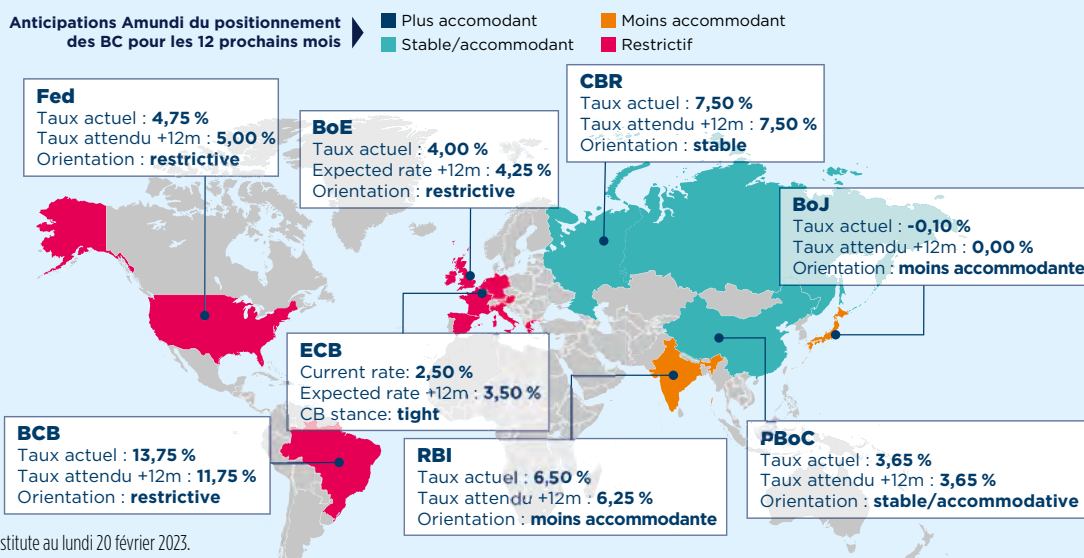 Anticipations Amundi du positionnement
des BC pour les 12 prochains mois
Plus accomodant
Moins accommodant
Stable/accommodant
Restrictif
Fed
Taux actuel : 4,75 %
Taux attendu +12m : 5,00 %
Orientation : restrictive
BoE
Taux actuel : 4,00 %
Expected rate +12m : 4,25 %
Orientation : restrictive
CBR
Taux actuel : 7,50 %
Taux attendu +12m : 7,50 %
Orientation : stable
BoJ
Taux actuel : -0,10 %
Taux attendu +12m : 0,00 %
Orientation : moins accommodante
ECB
Current rate: 2,50 %
Expected rate +12m : 3,50 %
CB stance: tight
BCB
Taux actuel : 13,75 %
Taux attendu +12m : 11,75 %
Orientation : restrictive
RBI
Taux actuel : 6,50 %
Taux attendu +12m : 6,25 %
Orientation : moins accommodante
PBoC
Taux actuel : 3,65 %
Taux attendu +12m : 3,65 %
Orientation : stable/accommodative
stitute au lundi 20 février 2023.